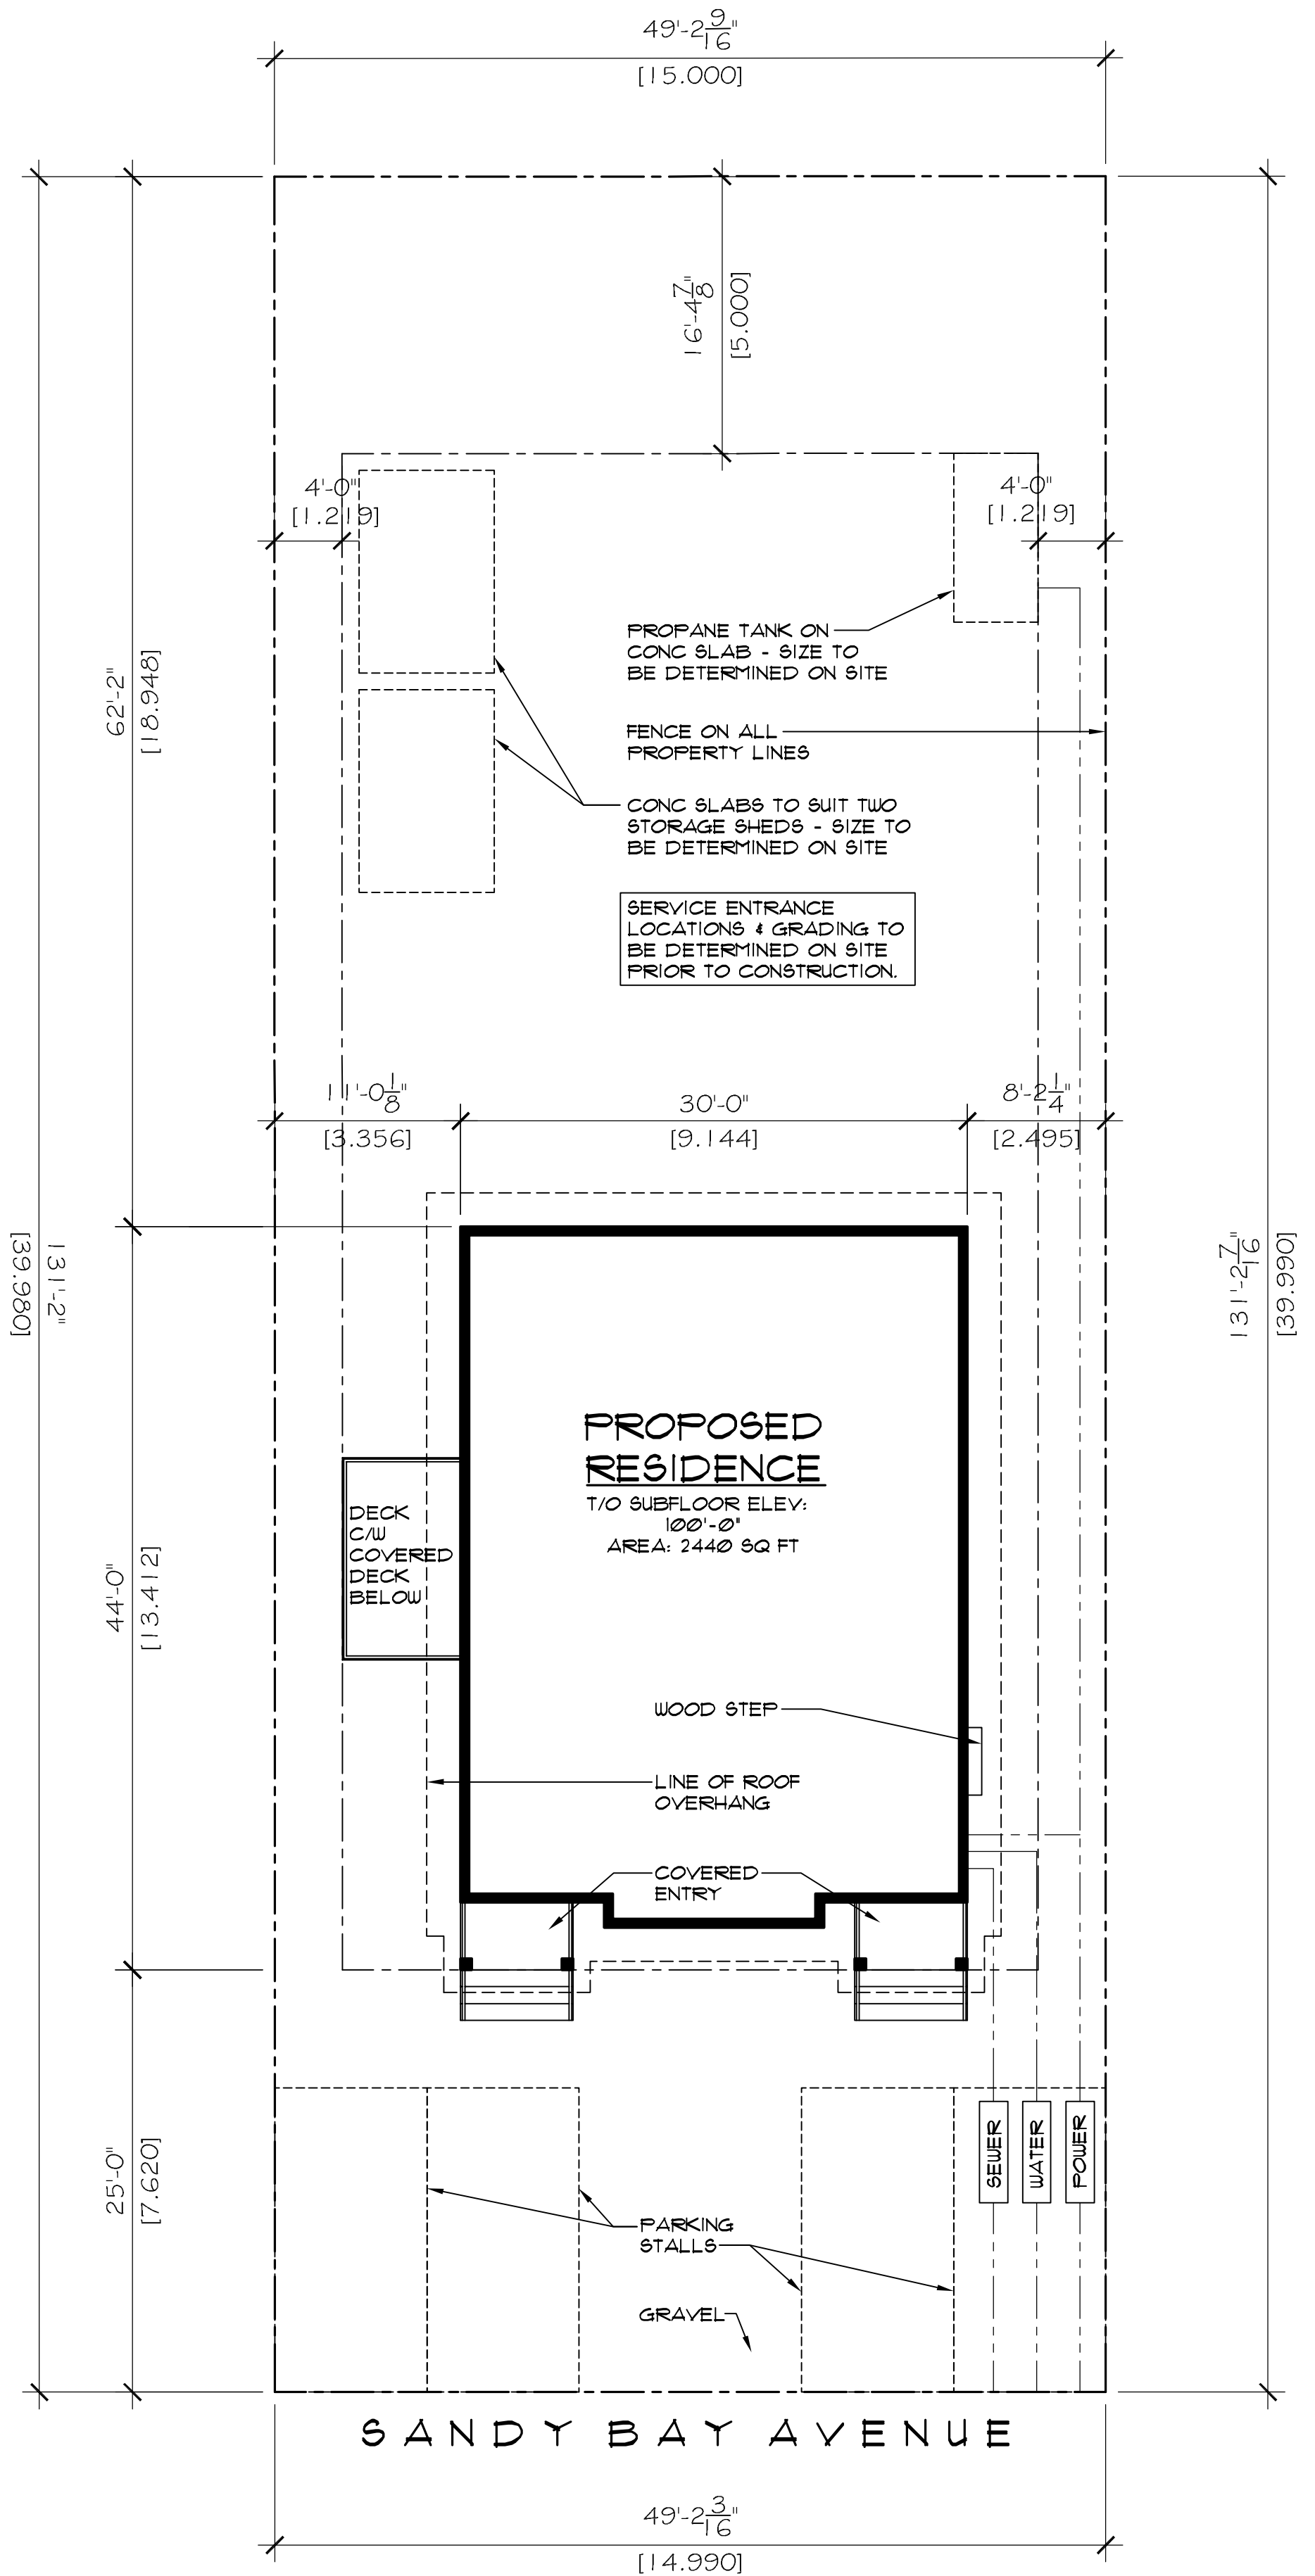 49'-2 9/16"
[15.000]
16'-4 7/8"
[5.000]
4'-0"
[1.219]
4'-0"
[1.219]
PROPANE TANK ON
CONC SLAB - SIZE TO
BE DETERMINED ON SITE
62'-2"
[18.948]
FENCE ON ALL
PROPERTY LINES
CONC SLABS TO SUIT TWO
STORAGE SHEDS - SIZE TO
BE DETERMINED ON SITE
SERVICE ENTRANCE
LOCATIONS & GRADING TO
BE DETERMINED ON SITE
PRIOR TO CONSTRUCTION.
11'-0 1/8"
[3.356]
30'-0"
[9.144]
8'-2 1/4"
[2.495]
131'-2"
[39.980]
131'-2 7/16"
[39.990]
PROPOSED
RESIDENCE
T/O SUBFLOOR ELEV:
100'-0"
AREA: 2440 SQ FT
DECK
C/W
COVERED
DECK
BELOW
44'-0"
[13.412]
WOOD STEP
LINE OF ROOF
OVERHANG
COVERED
ENTRY
25'-0"
[7.620]
SEWER
WATER
POWER
PARKING
STALLS
GRAVEL
SANDY BAY AVENUE
49'-2 3/16"
[14.990]